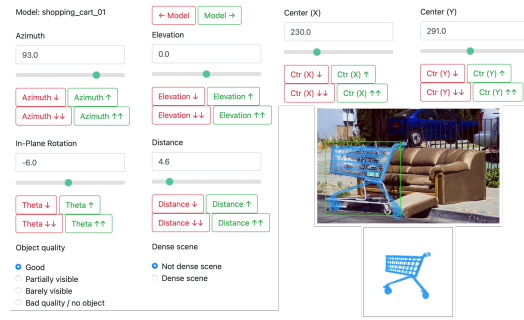 Model: shopping_cart_01
← Model
Model →
Center (X)
Center (Y)
230.0
291.0
Azimuth
Elevation
93.0
0.0
Ctr (X) ↓
Ctr (X) ↑
Ctr (Y) ↓
Ctr (Y) ↑
Ctr (X) ↓↓
Ctr (X) ↑↑
Ctr (Y) ↓↓
Ctr (Y) ↑↑
Azimuth ↓
Azimuth ↑
Elevation ↓
Elevation ↑
Azimuth ↓↓
Azimuth ↑↑
Elevation ↓↓
Elevation ↑↑
In-Plane Rotation
Distance
-6.0
4.6
Theta ↓
Theta ↑
Distance ↓
Distance ↑
Theta ↓↓
Theta ↑↑
Distance ↓↓
Distance ↑↑
Object quality
Dense scene
Good
Partially visible
Barely visible
Bad quality / no object
Not dense scene
Dense scene